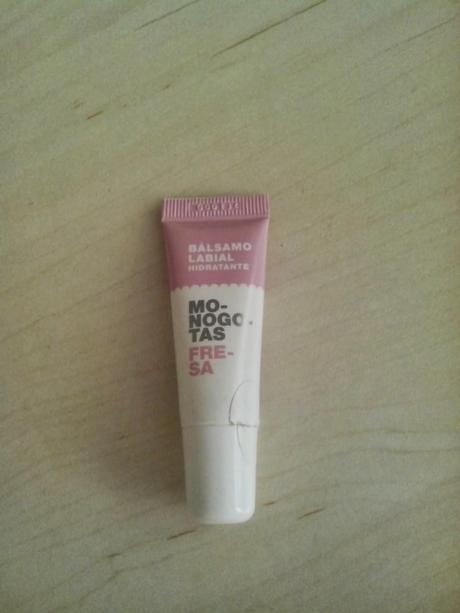 BÁLSAMO
LABIAL
HIDRATANTE
MO-
NOGO-
TAS
FRE-
SA